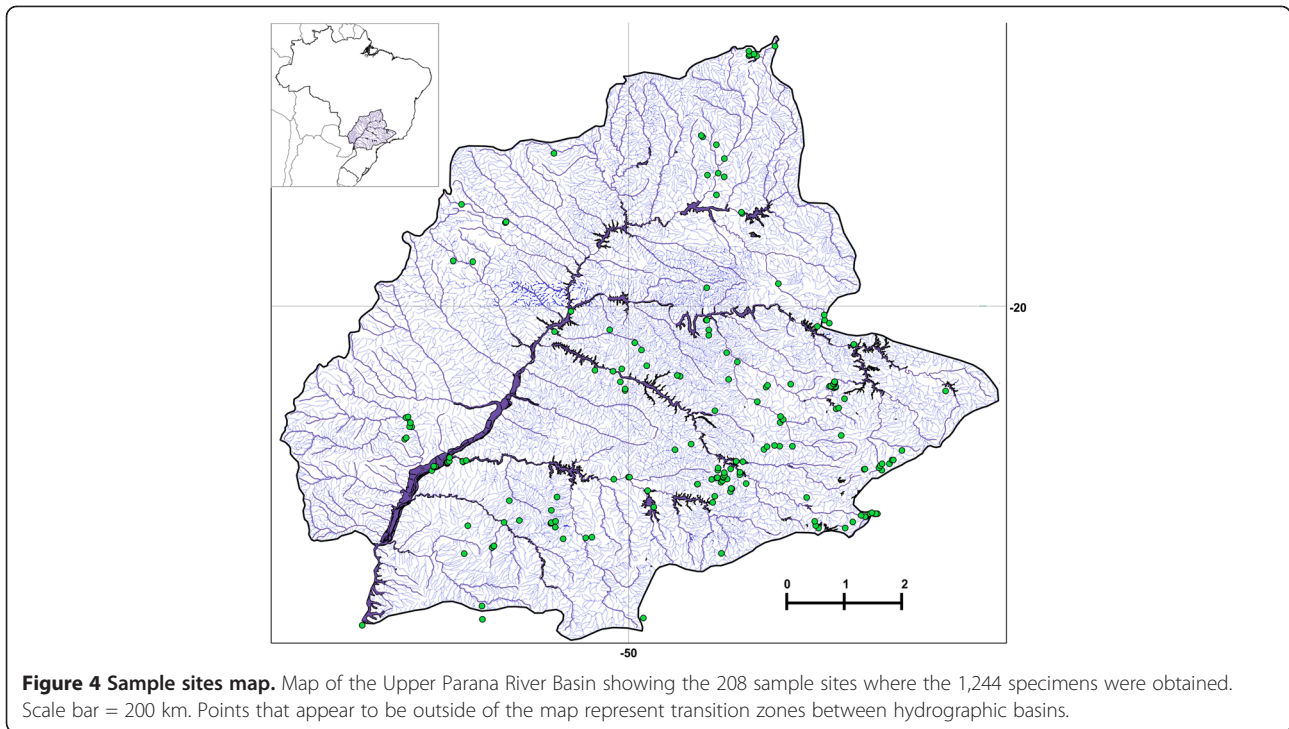 -20
0 1 2
-50
Figure 4 Sample sites map. Map of the Upper Parana River Basin showing the 208 sample sites where the 1,244 specimens were obtained.
Scale bar = 200 km. Points that appear to be outside of the map represent transition zones between hydrographic basins.